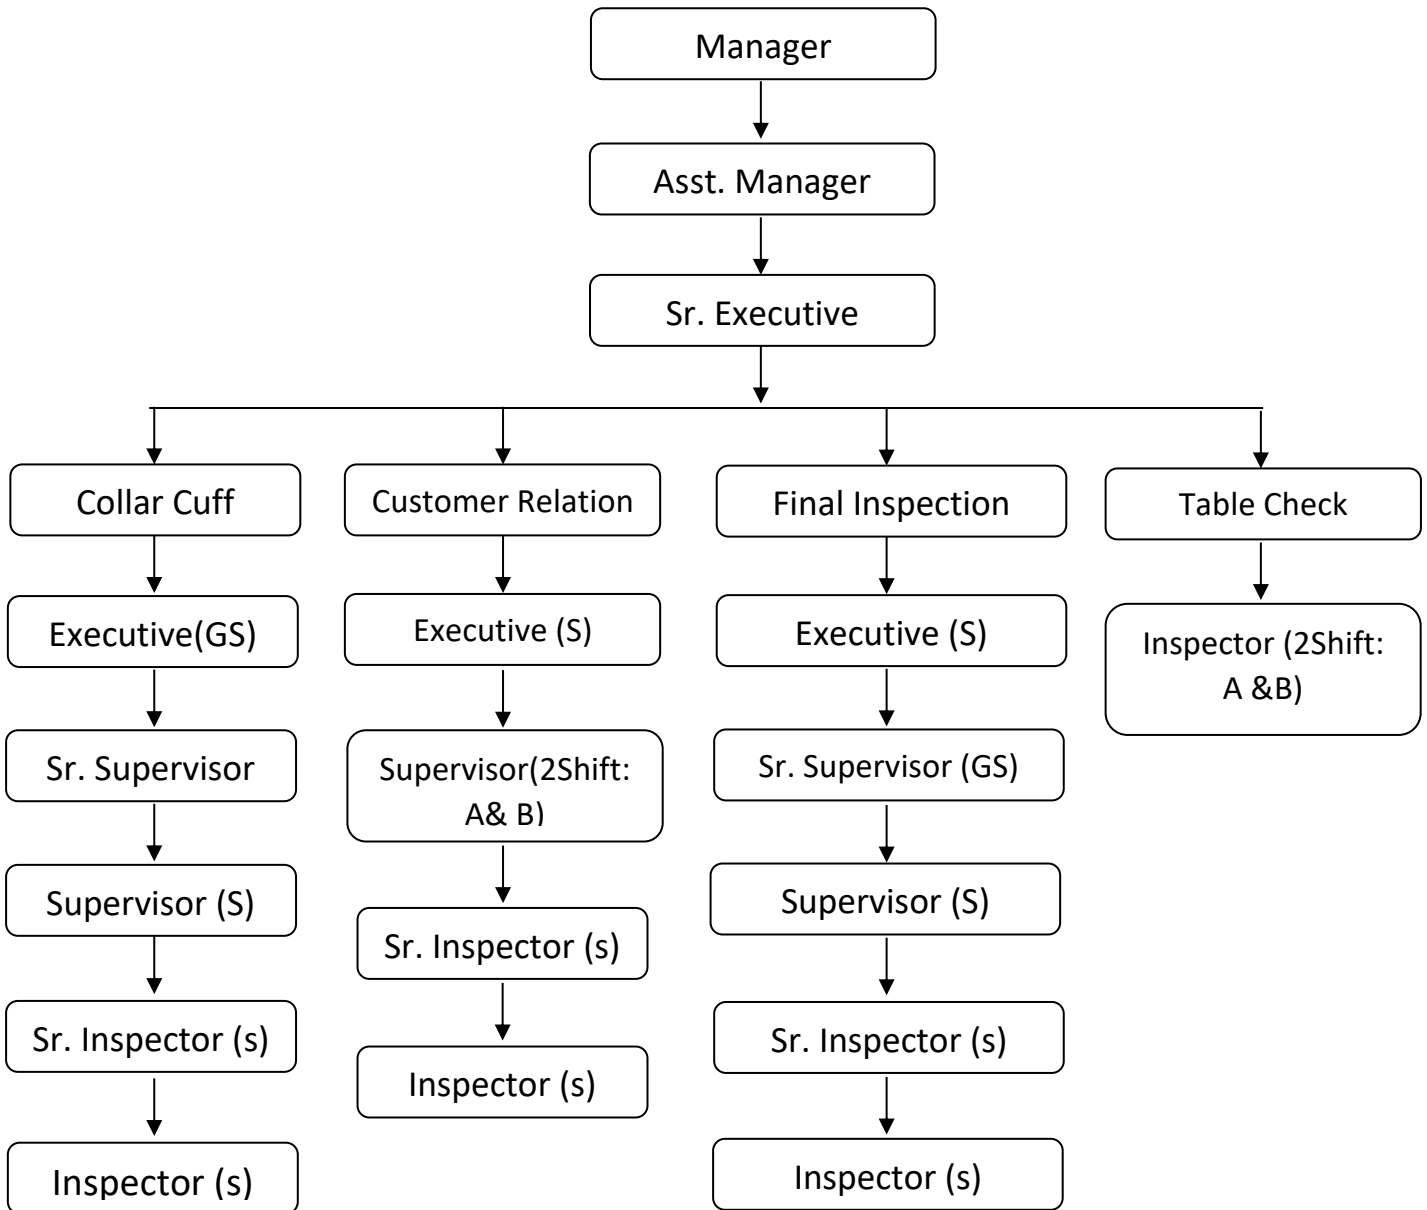 Manager
Asst. Manager
Sr. Executive
Collar Cuff
Customer Relation
Final Inspection
Table Check
Executive(GS)
Executive (S)
Executive (S)
Inspector (2Shift:
A &B)
Sr. Supervisor
Supervisor(2Shift:
A& B)
Sr. Supervisor (GS)
Supervisor (S)
Sr. Inspector (s)
Supervisor (S)
Sr. Inspector (s)
Inspector (s)
Sr. Inspector (s)
Inspector (s)
Inspector (s)